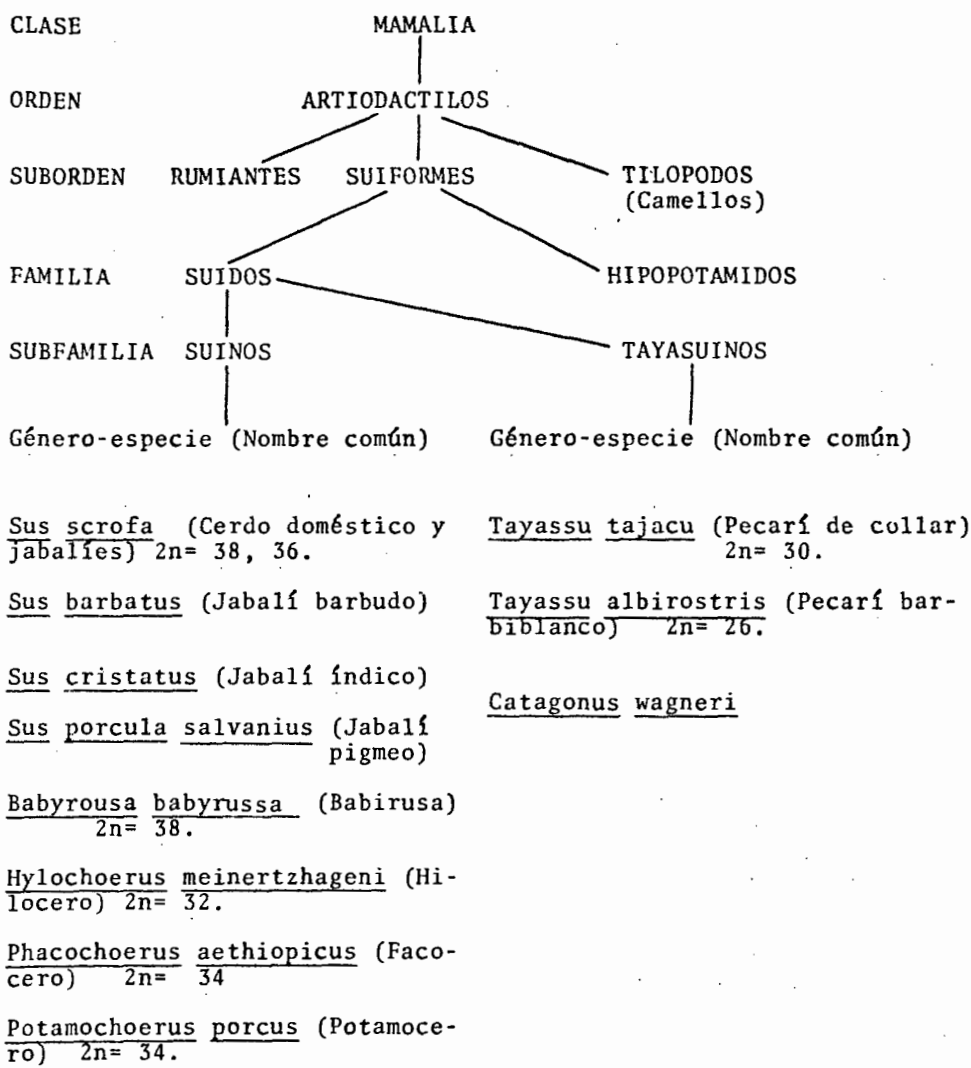 CLASE MAMALIA
ORDEN ARTIODACTILOS
SUBORDEN RUMIANTES SUIFORMES TILOPODOS
(Camellos)
FAMILIA SUIDOS HIPOPOTAMIDOS
SUBFAMILIA SUINOS TAYASUINOS
Género-especie (Nombre común)
Sus scrofa (Cerdo doméstico y
jabalíes) 2n= 38, 36.
Sus barbatus (Jabalí barbudo)
Sus cristatus (Jabalí índico)
Sus porcula salvanius (Jabalí
pigmeo)
Babyrousa babyrussa (Babirusa)
2n= 38.
Hylochoerus meinertzhageni (Hi-
locero) 2n= 32.
Phacochoerus aethiopicus (Faco-
cero) 2n= 34
Potamochoerus porcus (Potamoce-
ro) 2n= 34.
Género-especie (Nombre común)
Tayassu tajacu (Pecarí de collar)
2n= 30.
Tayassu albirostris (Pecarí bar-
biblanco) 2n= 26.
Catagonus wagneri